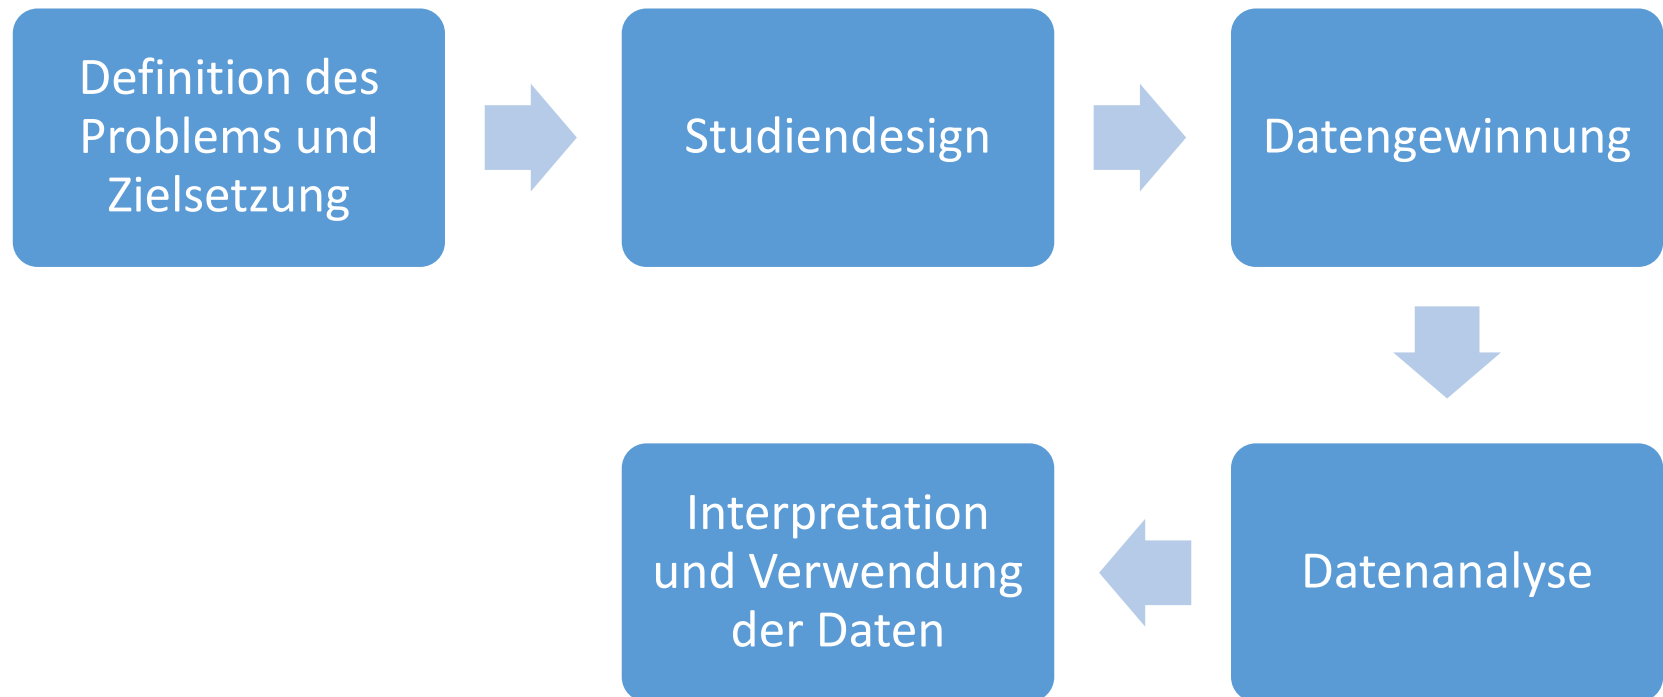 Definition des
Problems und
Zielsetzung
Studiendesign
Datengewinnung
Datenanalyse
Interpretation
und Verwendung
der Daten